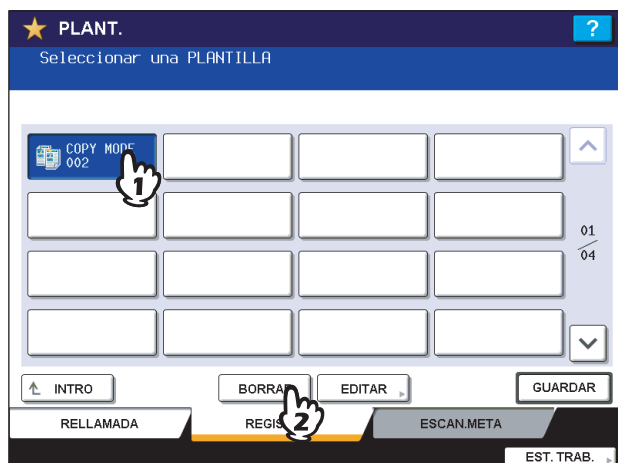 PLANT.
?
Seleccionar una PLANTILLA
COPY MODE
002
1
01
04
INTRO
BORRAR
EDITAR
GUARDAR
2
RELLAMADA
REGIS
ESCAN.META
EST. TRAB.